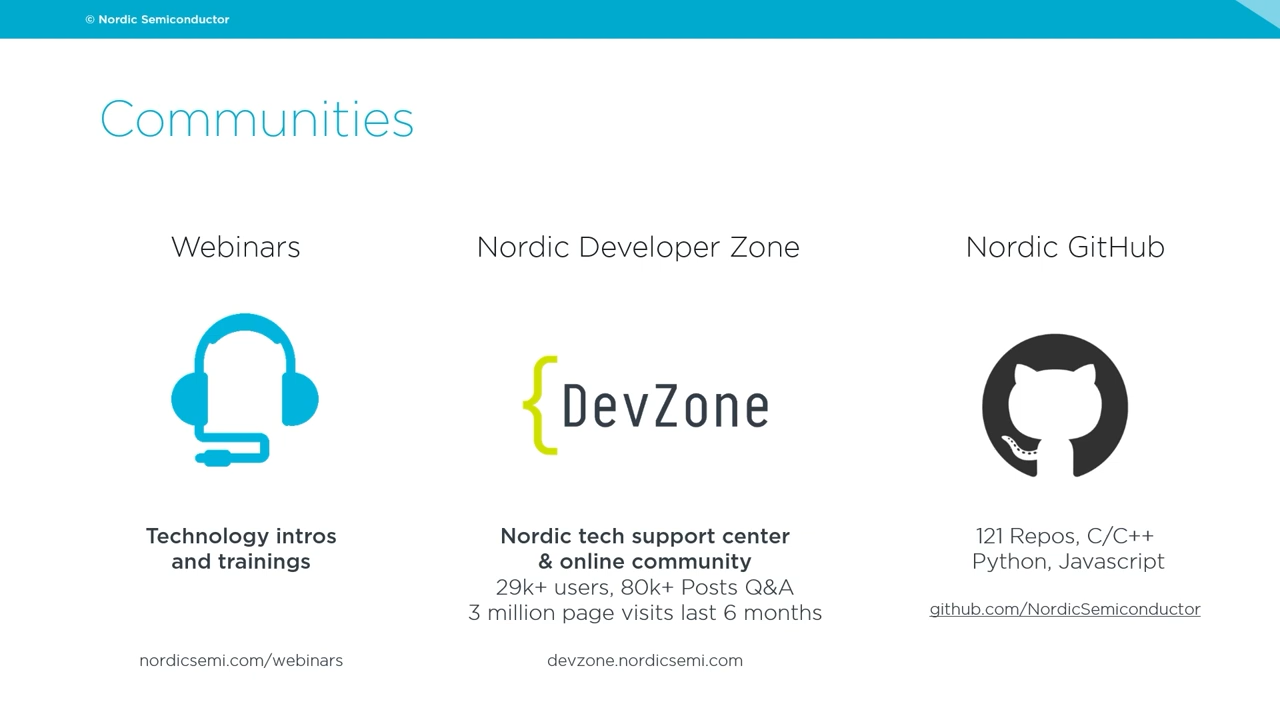 © Nordic Semiconductor
Communities
Webinars
Technology intros
and trainings
nordicsemi.com/webinars
Nordic Developer Zone
{DevZone
Nordic tech support center
& online community
29k+ users, 80k+ Posts Q&A
3 million page visits last 6 months
devzone.nordicsemi.com
Nordic GitHub
121 Repos, C/C++
Python, Javascript
github.com/NordicSemiconductor